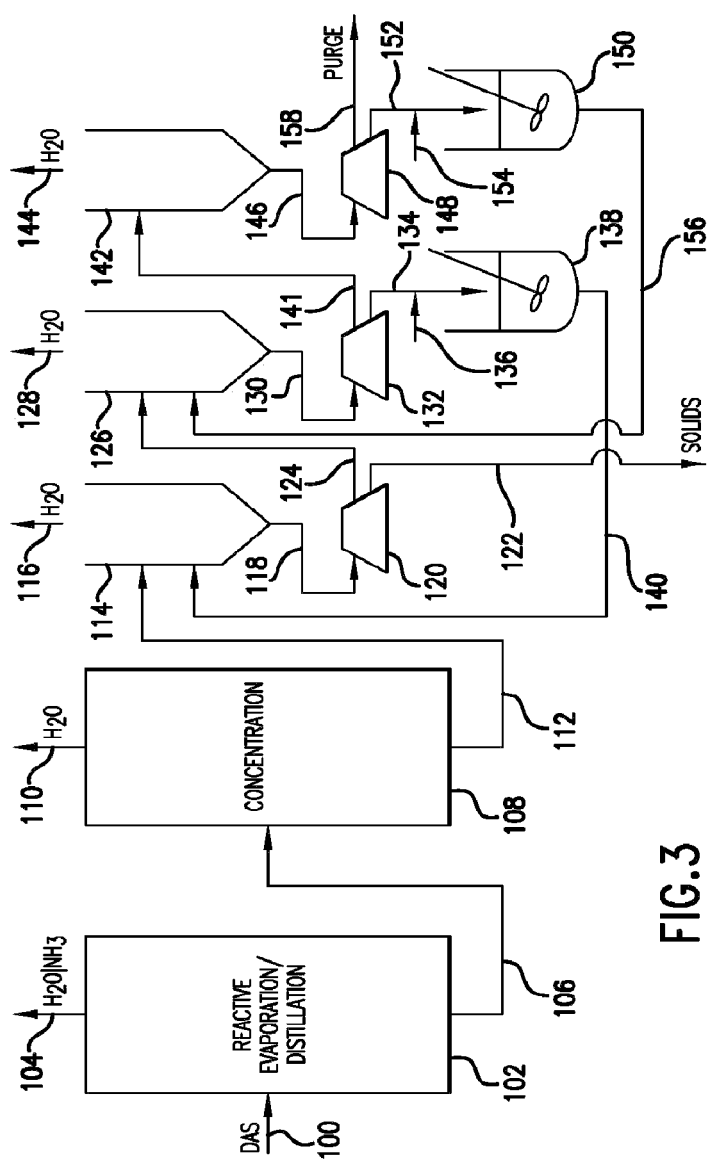 DAS
100
REACTIVE
EVAPORATION/
DISTILLATION
102
104
H2O|NH3
106
CONCENTRATION
108
110
H2O
112
114
116
H2O
118
120
122
SOLIDS
124
126
128
H2O
130
132
134
136
138
140
141
142
144
H2O
146
148
150
152
154
156
158
PURGE
FIG.3